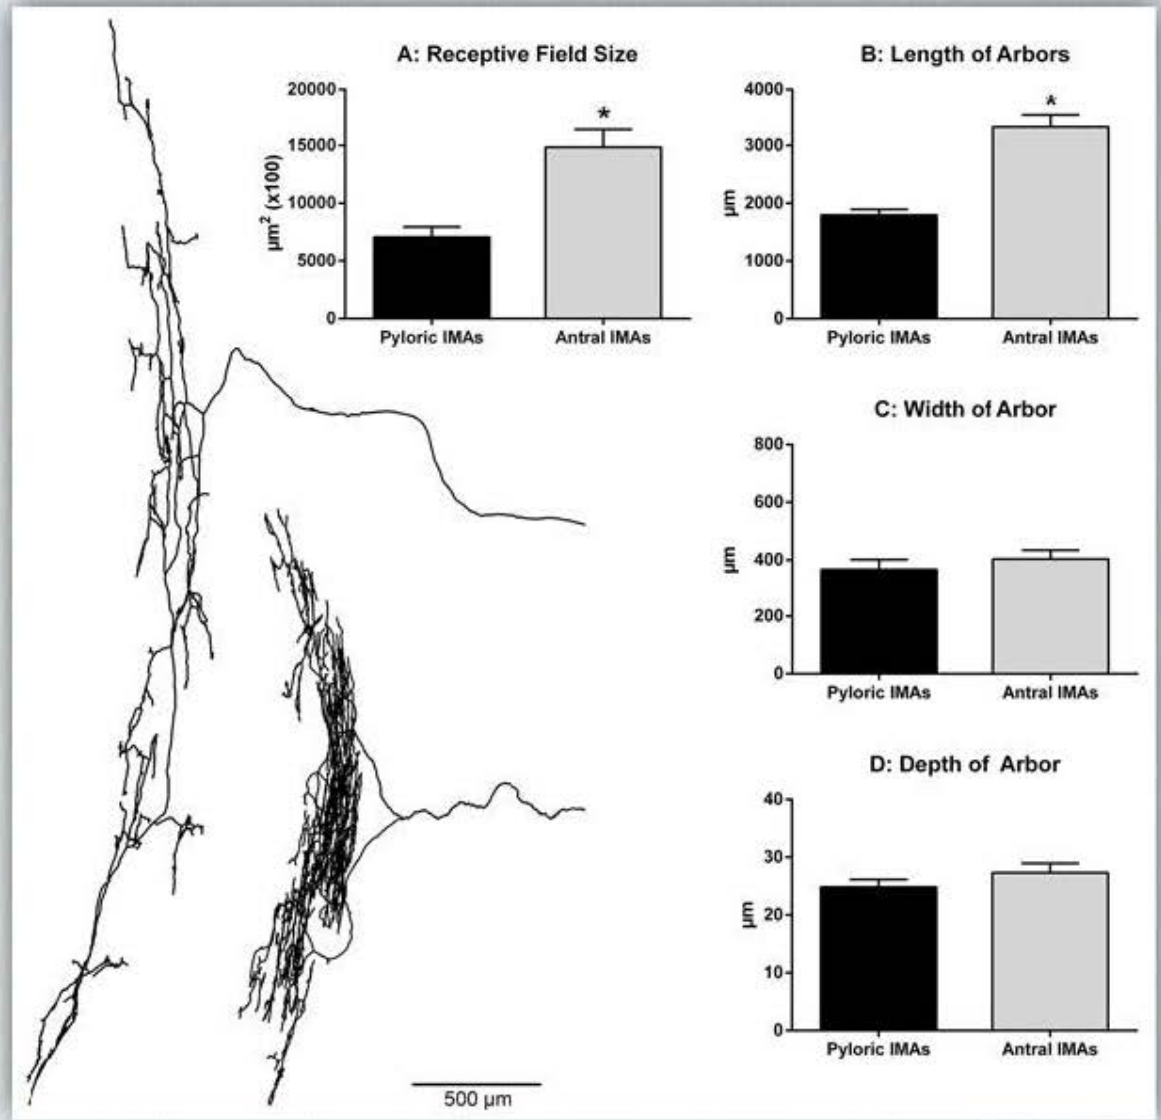 A: Receptive Field Size
20000
15000
10000
5000
0
µm² (x100)
*
Pyloric IMAs
Antral IMAs
B: Length of Arbors
4000
3000
2000
1000
0
µm
*
Pyloric IMAs
Antral IMAs
C: Width of Arbor
800
600
400
200
0
µm
Pyloric IMAs
Antral IMAs
D: Depth of Arbor
40
30
20
10
0
µm
Pyloric IMAs
Antral IMAs
500 µm